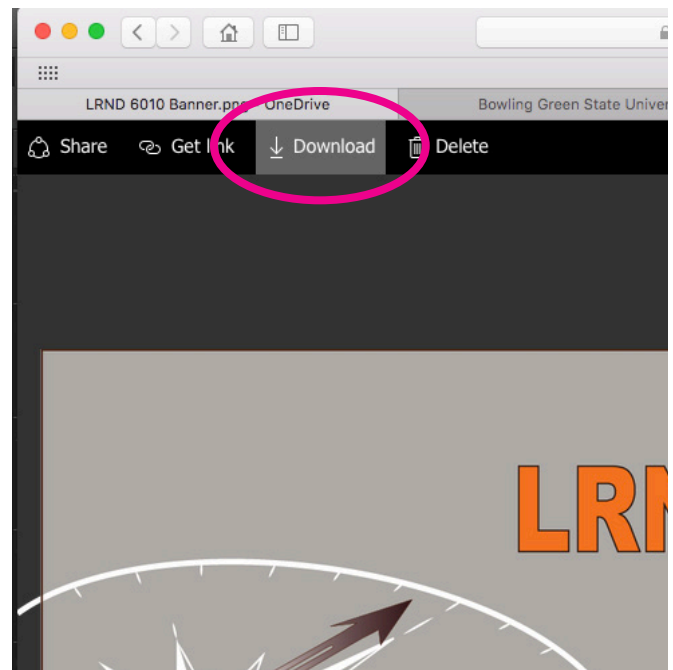 LRND 6010 Banner.png - OneDrive
Bowling Green State Univer
Share Get link Download Delete
LRN